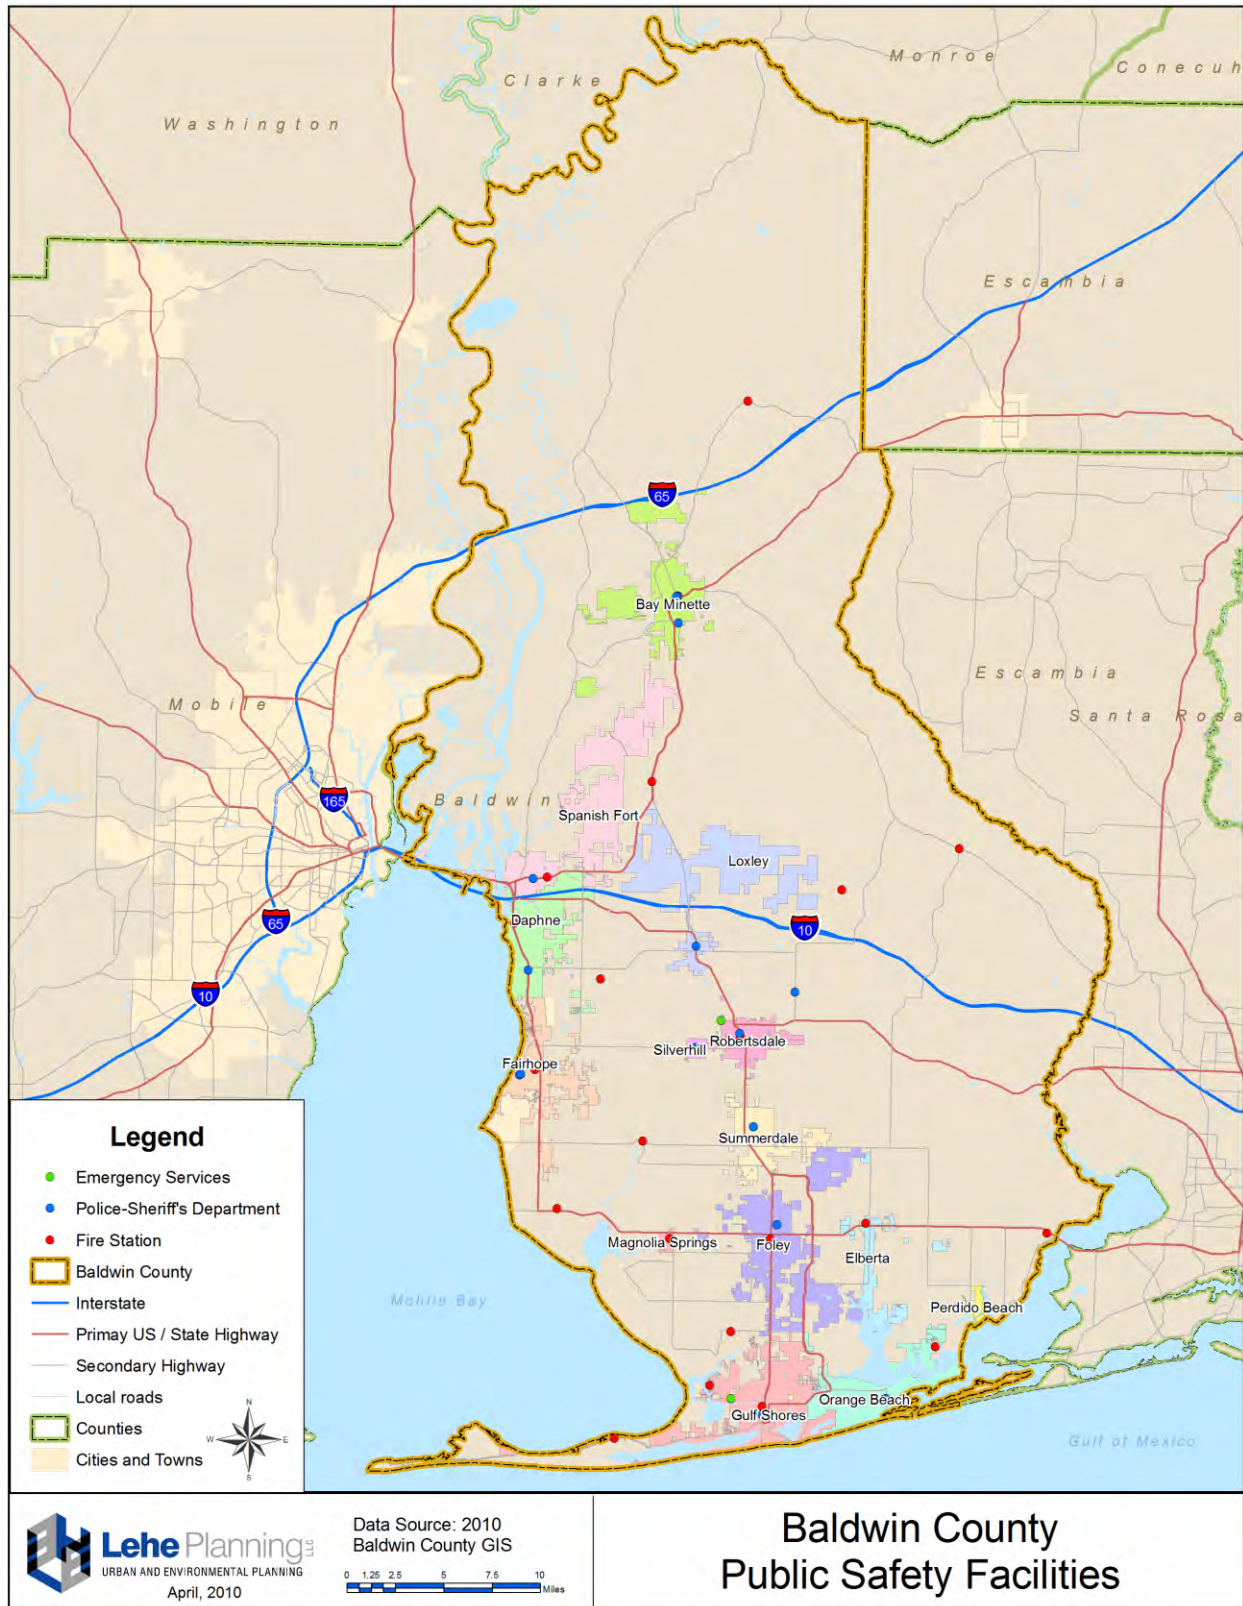 Clarke
Monroe
Conecuh
Washington
Escambia
65
Bay Minette
Escambia
Santa Rosa
Mobile
165
Baldwin
Spanish Fort
Loxley
65
Daphne
10
10
Silverhill
Robertsdale
Fairhope
Summerdale
Magnolia Springs
Foley
Elberta
Perdido Beach
Mobile Bay
Orange Beach
Gulf Shores
Gulf of Mexico
Legend
Emergency Services
Police-Sheriff's Department
Fire Station
Baldwin County
Interstate
Primay US / State Highway
Secondary Highway
Local roads
Counties
Cities and Towns
N
W E
S
Lehe Planning LLC
URBAN AND ENVIRONMENTAL PLANNING
April, 2010
Data Source: 2010
Baldwin County GIS
0 1.25 2.5 5 7.5 10
Miles
Baldwin County
Public Safety Facilities